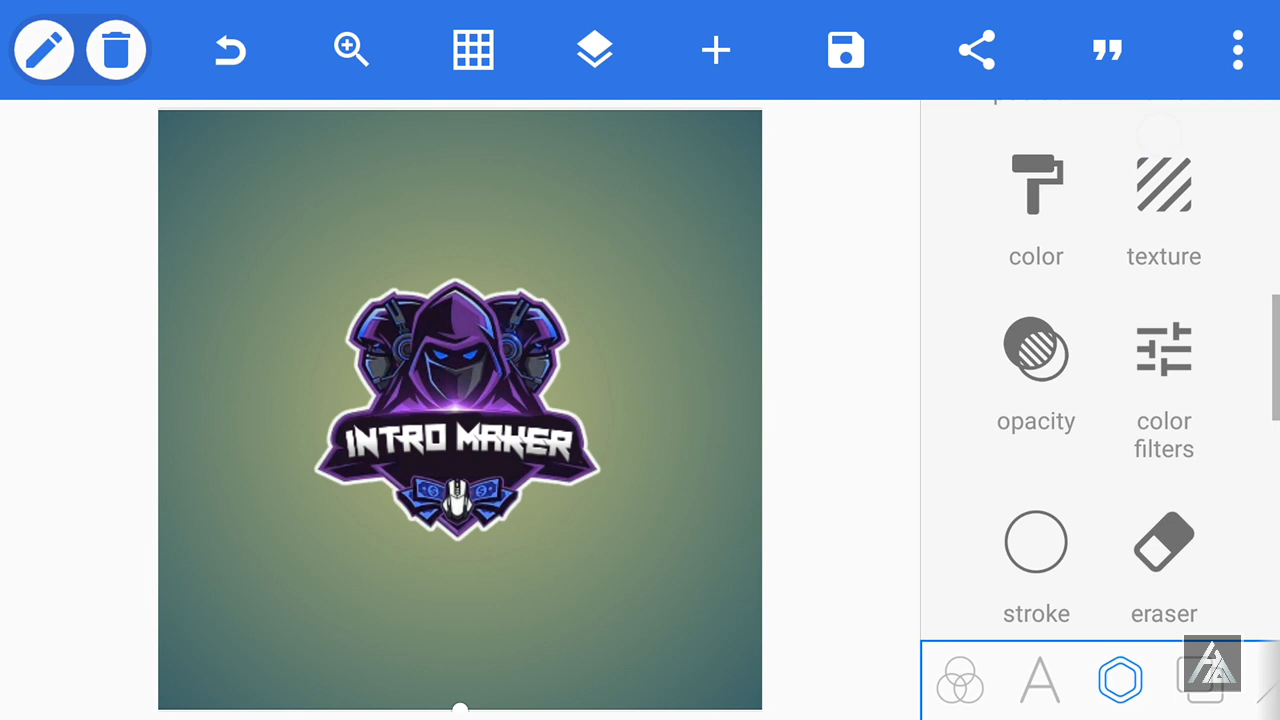 color
texture
opacity
color
filters
INTRO MAKER
stroke
eraser